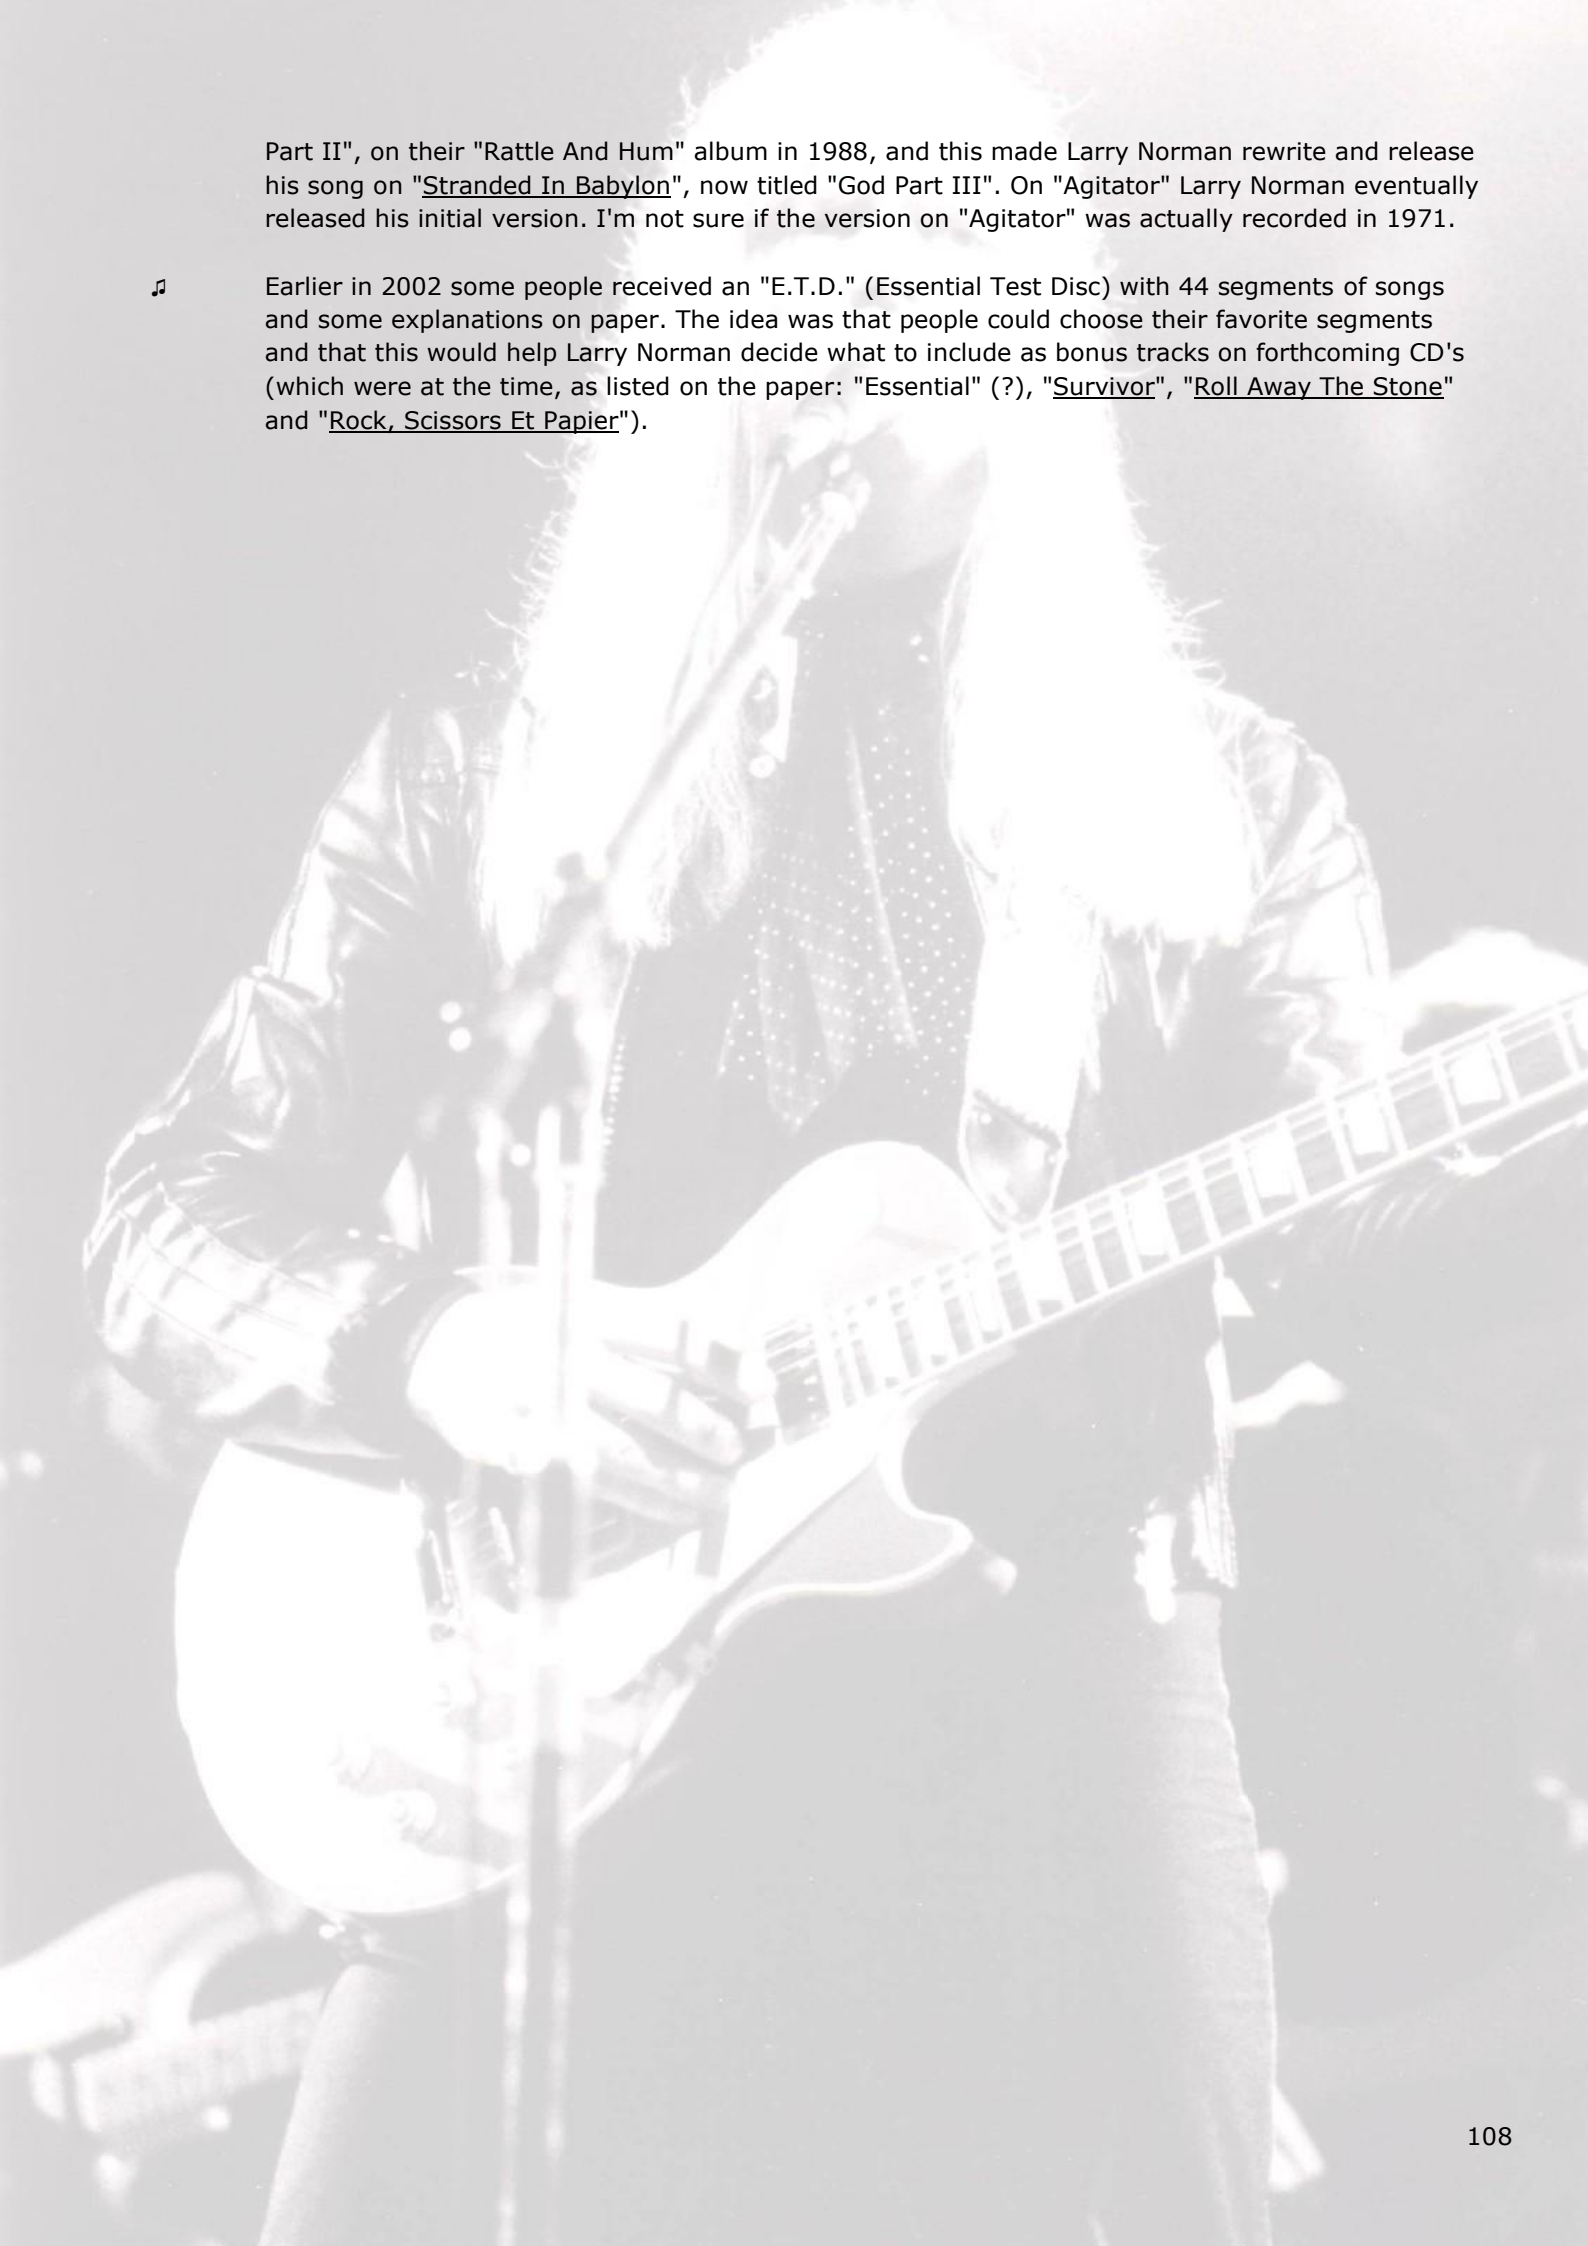 Part II", on their "Rattle And Hum" album in 1988, and this made Larry Norman rewrite and release
his song on "Stranded In Babylon", now titled "God Part III". On "Agitator" Larry Norman eventually
released his initial version. I'm not sure if the version on "Agitator" was actually recorded in 1971.
♫ Earlier in 2002 some people received an "E.T.D." (Essential Test Disc) with 44 segments of songs
and some explanations on paper. The idea was that people could choose their favorite segments
and that this would help Larry Norman decide what to include as bonus tracks on forthcoming CD's
(which were at the time, as listed on the paper: "Essential" (?), "Survivor", "Roll Away The Stone"
and "Rock, Scissors Et Papier").
108